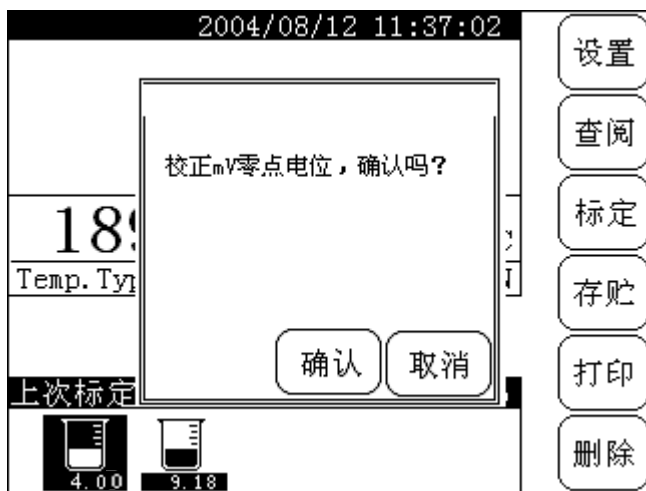 2004/08/12 11:37:02
设置
查阅
校正mV零点电位，确认吗？
标定
存贮
确认
取消
打印
上次标定
删除
4.00
9.18